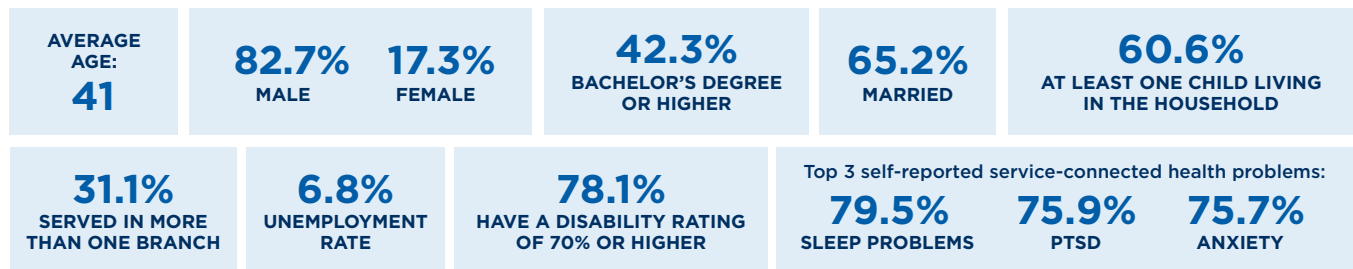 AVERAGE
AGE:
41
82.7%
MALE
17.3%
FEMALE
42.3%
BACHELOR'S DEGREE
OR HIGHER
65.2%
MARRIED
60.6%
AT LEAST ONE CHILD LIVING
IN THE HOUSEHOLD
31.1%
SERVED IN MORE
THAN ONE BRANCH
6.8%
UNEMPLOYMENT
RATE
78.1%
HAVE A DISABILITY RATING
OF 70% OR HIGHER
Top 3 self-reported service-connected health problems:
79.5%
SLEEP PROBLEMS
75.9%
PTSD
75.7%
ANXIETY